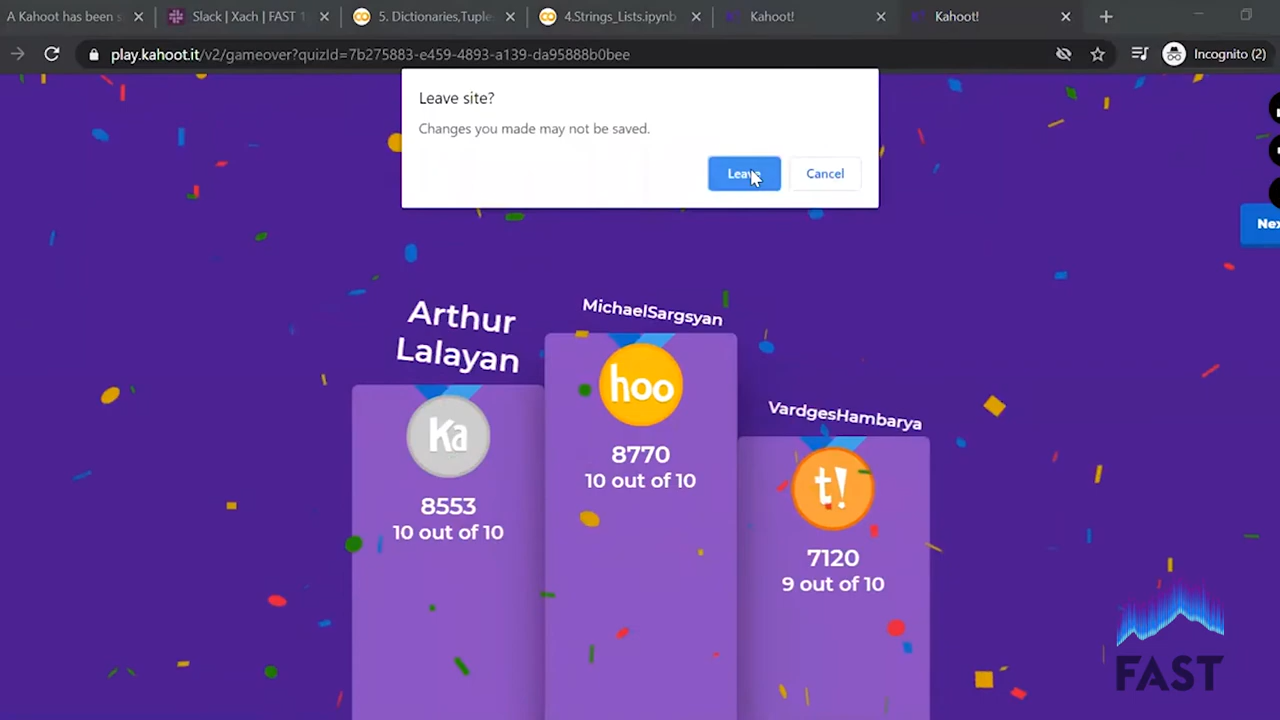 A Kahoot has been s
Slack | Xach | FAST 1
5. Dictionaries,Tuple
4.Strings_Lists.ipynb
Kahoot!
Kahoot!
play.kahoot.it/v2/gameover?quizId=7b275883-e459-4893-a139-da95888b0bee
Incognito (2)
Leave site?
Changes you made may not be saved.
Leave
Cancel
Nex
Arthur
Lalayan
MichaelSargsyan
VardgesHambarya
Ka
hoo
t!
8553
10 out of 10
8770
10 out of 10
7120
9 out of 10
FAST